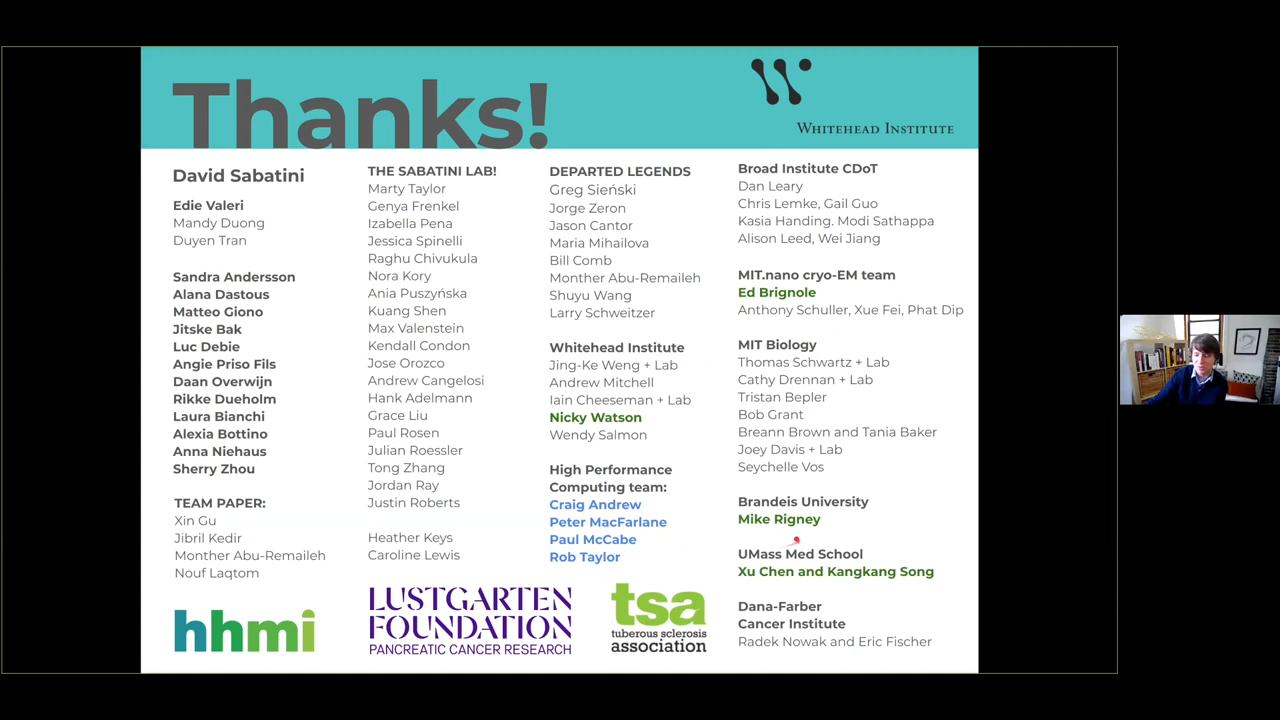 Thanks!
WHITEHEAD INSTITUTE
David Sabatini
Edie Valeri
Mandy Duong
Duyen Tran
Sandra Andersson
Alana Dastous
Matteo Giono
Jitske Bak
Luc Debie
Angie Priso Fils
Daan Overwijn
Rikke Dueholm
Laura Bianchi
Alexia Bottino
Anna Niehaus
Sherry Zhou
TEAM PAPER:
Xin Gu
Jibril Kedir
Monther Abu-Remaileh
Nouf Laqtom
THE SABATINI LAB!
Marty Taylor
Genya Frenkel
Izabella Pena
Jessica Spinelli
Raghu Chivukula
Nora Kory
Ania Puszyńska
Kuang Shen
Max Valenstein
Kendall Condon
Jose Orozco
Andrew Cangelosi
Hank Adelmann
Grace Liu
Paul Rosen
Julian Roessler
Tong Zhang
Jordan Ray
Justin Roberts
Heather Keys
Caroline Lewis
DEPARTED LEGENDS
Greg Sieński
Jorge Zeron
Jason Cantor
Maria Mihailova
Bill Comb
Monther Abu-Remaileh
Shuyu Wang
Larry Schweitzer
Whitehead Institute
Jing-Ke Weng + Lab
Andrew Mitchell
Iain Cheeseman + Lab
Nicky Watson
Wendy Salmon
High Performance
Computing team:
Craig Andrew
Peter MacFarlane
Paul McCabe
Rob Taylor
Broad Institute CDoT
Dan Leary
Chris Lemke, Gail Guo
Kasia Handing. Modi Sathappa
Alison Leed, Wei Jiang
MIT.nano cryo-EM team
Ed Brignole
Anthony Schuller, Xue Fei, Phat Dip
MIT Biology
Thomas Schwartz + Lab
Cathy Drennan + Lab
Tristan Bepler
Bob Grant
Breann Brown and Tania Baker
Joey Davis + Lab
Seychelle Vos
Brandeis University
Mike Rigney
UMass Med School
Xu Chen and Kangkang Song
Dana-Farber
Cancer Institute
Radek Nowak and Eric Fischer
hhmi
LUSTGARTEN
FOUNDATION
PANCREATIC CANCER RESEARCH
tsa
tuberous sclerosis
association